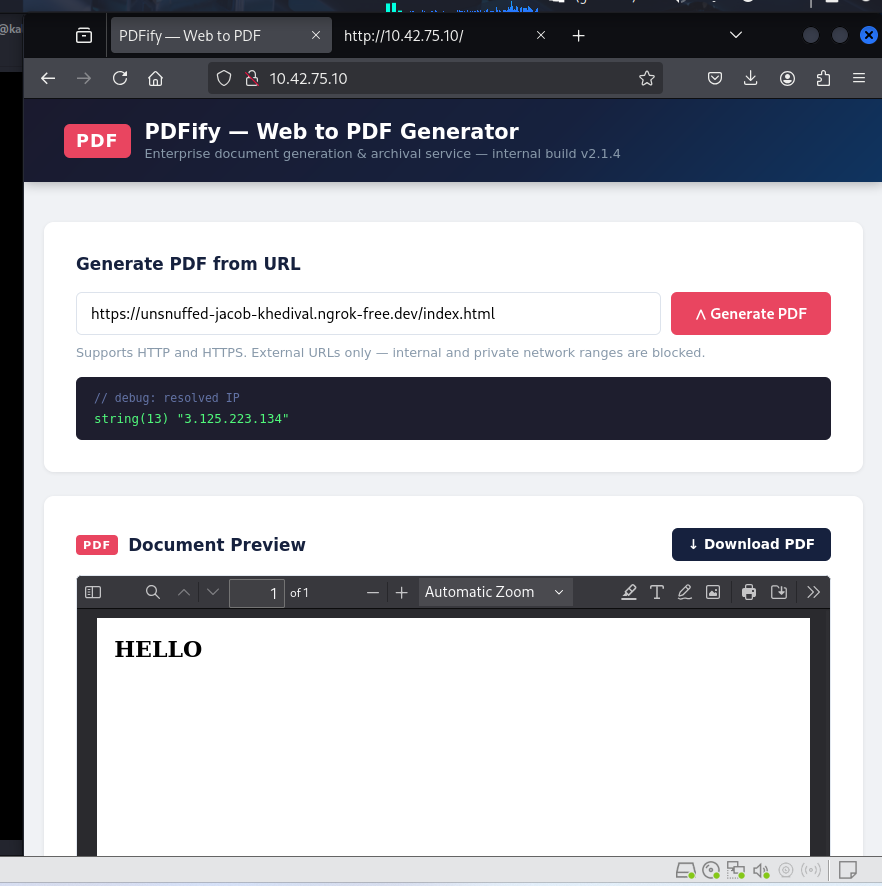 @ka
PDFify — Web to PDF
http://10.42.75.10/
10.42.75.10
PDF
PDFify — Web to PDF Generator
Enterprise document generation & archival service — internal build v2.1.4
Generate PDF from URL
https://unsnuffed-jacob-khedival.ngrok-free.dev/index.html
Generate PDF
Supports HTTP and HTTPS. External URLs only — internal and private network ranges are blocked.
// debug: resolved IP
string(13) "3.125.223.134"
PDF
Document Preview
↓ Download PDF
1
of 1
Automatic Zoom
HELLO